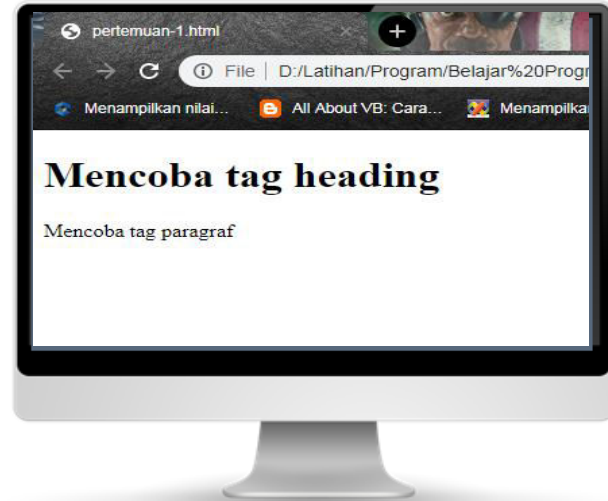 pertemuan-1.html
File | D:/Latihan/Program/Belajar%20Progr
Menampilkan nilai... All About VB: Cara... Menampilka
Mencoba tag heading
Mencoba tag paragraf